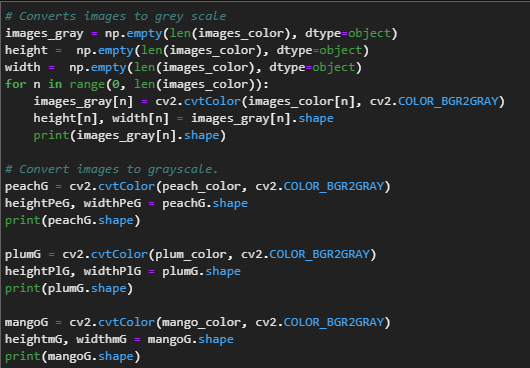 # Converts images to grey scale
images_gray = np.empty(len(images_color), dtype=object)
height =  np.empty(len(images_color), dtype=object)
width =  np.empty(len(images_color), dtype=object)
for n in range(0, len(images_color)):
    images_gray[n] = cv2.cvtColor(images_color[n], cv2.COLOR_BGR2GRAY)
    height[n], width[n] = images_gray[n].shape
    print(images_gray[n].shape)

# Convert images to grayscale.
peachG = cv2.cvtColor(peach_color, cv2.COLOR_BGR2GRAY)
heightPeG, widthPeG = peachG.shape
print(peachG.shape)

plumG = cv2.cvtColor(plum_color, cv2.COLOR_BGR2GRAY)
heightPlG, widthPlG = plumG.shape
print(plumG.shape)

mangoG = cv2.cvtColor(mango_color, cv2.COLOR_BGR2GRAY)
heightmG, widthmG = mangoG.shape
print(mangoG.shape)